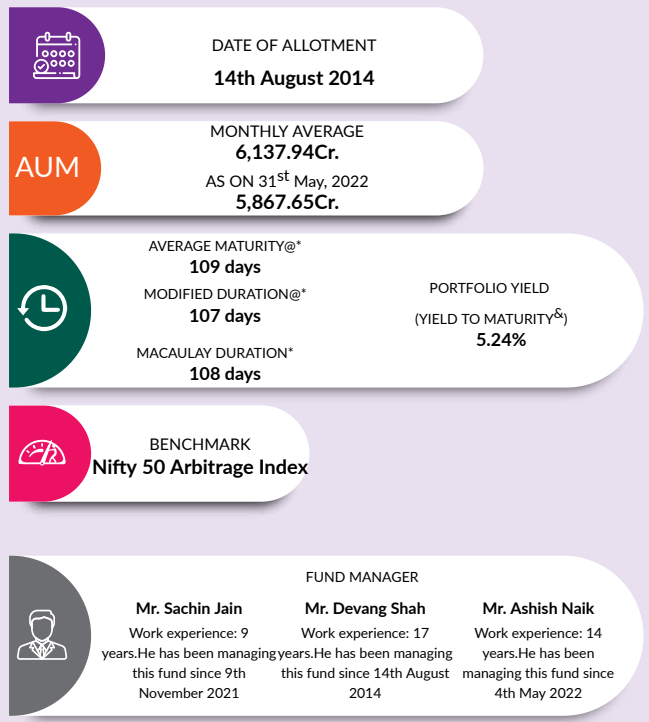 DATE OF ALLOTMENT
14th August 2014
AUM
MONTHLY AVERAGE
6,137.94Cr.
AS ON 31st May, 2022
5,867.65Cr.
AVERAGE MATURITY@*
109 days
MODIFIED DURATION@*
107 days
MACAULAY DURATION*
108 days
PORTFOLIO YIELD
(YIELD TO MATURITY&)
5.24%
BENCHMARK
Nifty 50 Arbitrage Index
FUND MANAGER
Mr. Sachin Jain
Work experience: 9
years.He has been managing
this fund since 9th
November 2021
Mr. Devang Shah
Work experience: 17
years.He has been managing
this fund since 14th August
2014
Mr. Ashish Naik
Work experience: 14
years.He has been
managing this fund since
4th May 2022